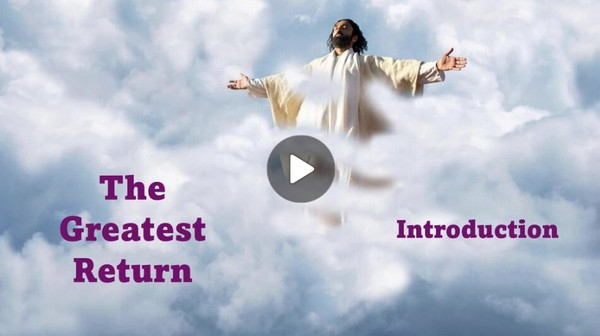 The
Greatest
Return
Introduction